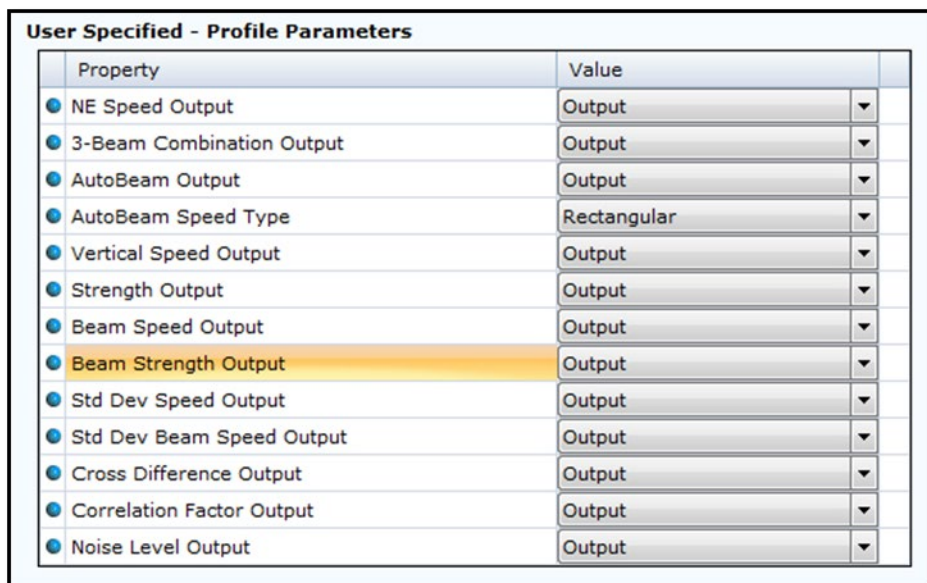 User Specified - Profile Parameters
Property Value
NE Speed Output Output
3-Beam Combination Output Output
AutoBeam Output Output
AutoBeam Speed Type Rectangular
Vertical Speed Output Output
Strength Output Output
Beam Speed Output Output
Beam Strength Output Output
Std Dev Speed Output Output
Std Dev Beam Speed Output Output
Cross Difference Output Output
Correlation Factor Output Output
Noise Level Output Output